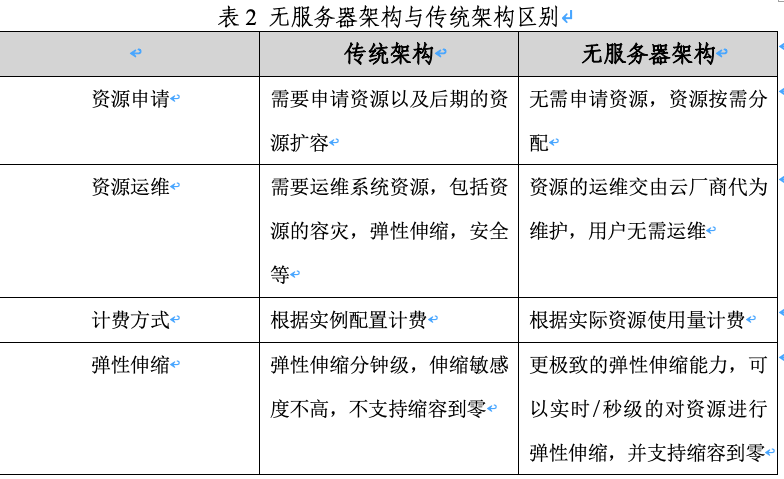 表 2 无服务器架构与传统架构区别
传统架构
无服务器架构
资源申请
需要申请资源以及后期的资
源扩容
无需申请资源，资源按需分
配
资源运维
需要运维系统资源，包括资
源的容灾，弹性伸缩，安全
等
资源的运维交由云厂商代为
维护，用户无需运维
计费方式
根据实例配置计费
根据实际资源使用量计费
弹性伸缩
弹性伸缩分钟级，伸缩敏感
度不高，不支持缩容到零
更极致的弹性伸缩能力，可
以实时/秒级的对资源进行
弹性伸缩，并支持缩容到零